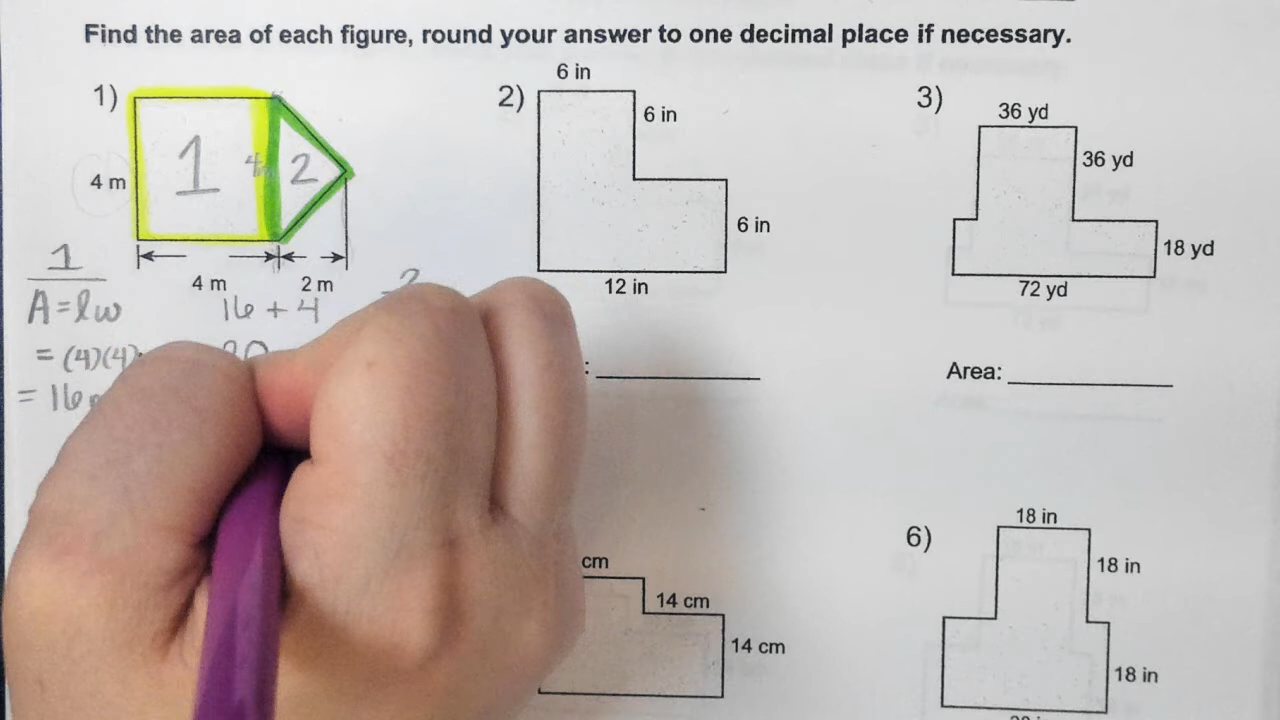 Find the area of each figure, round your answer to one decimal place if necessary.
1)
4 m
1
4m
2
4 m
2 m
1
A=lw
= (4)(4)
= 16
16 + 4
20
2)
6 in
6 in
6 in
12 in
:
3)
36 yd
36 yd
18 yd
72 yd
Area:
cm
14 cm
14 cm
6)
18 in
18 in
18 in